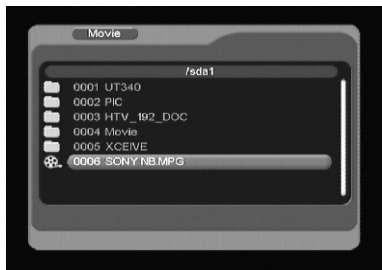 Movie
/sda1
0001 UT340
0002 PIC
0003 HTV_192_DOC
0004 Movie
0005 XCEIVE
0006 SONY NB.MPG